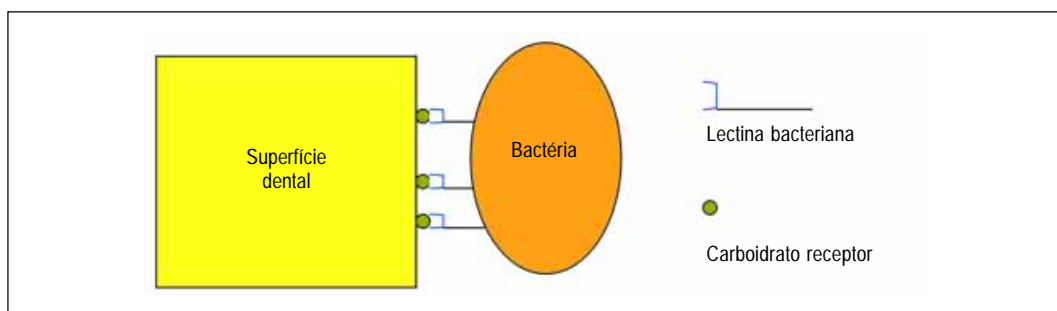 Superfície
dental
Bactéria
Lectina bacteriana
Carboidrato receptor